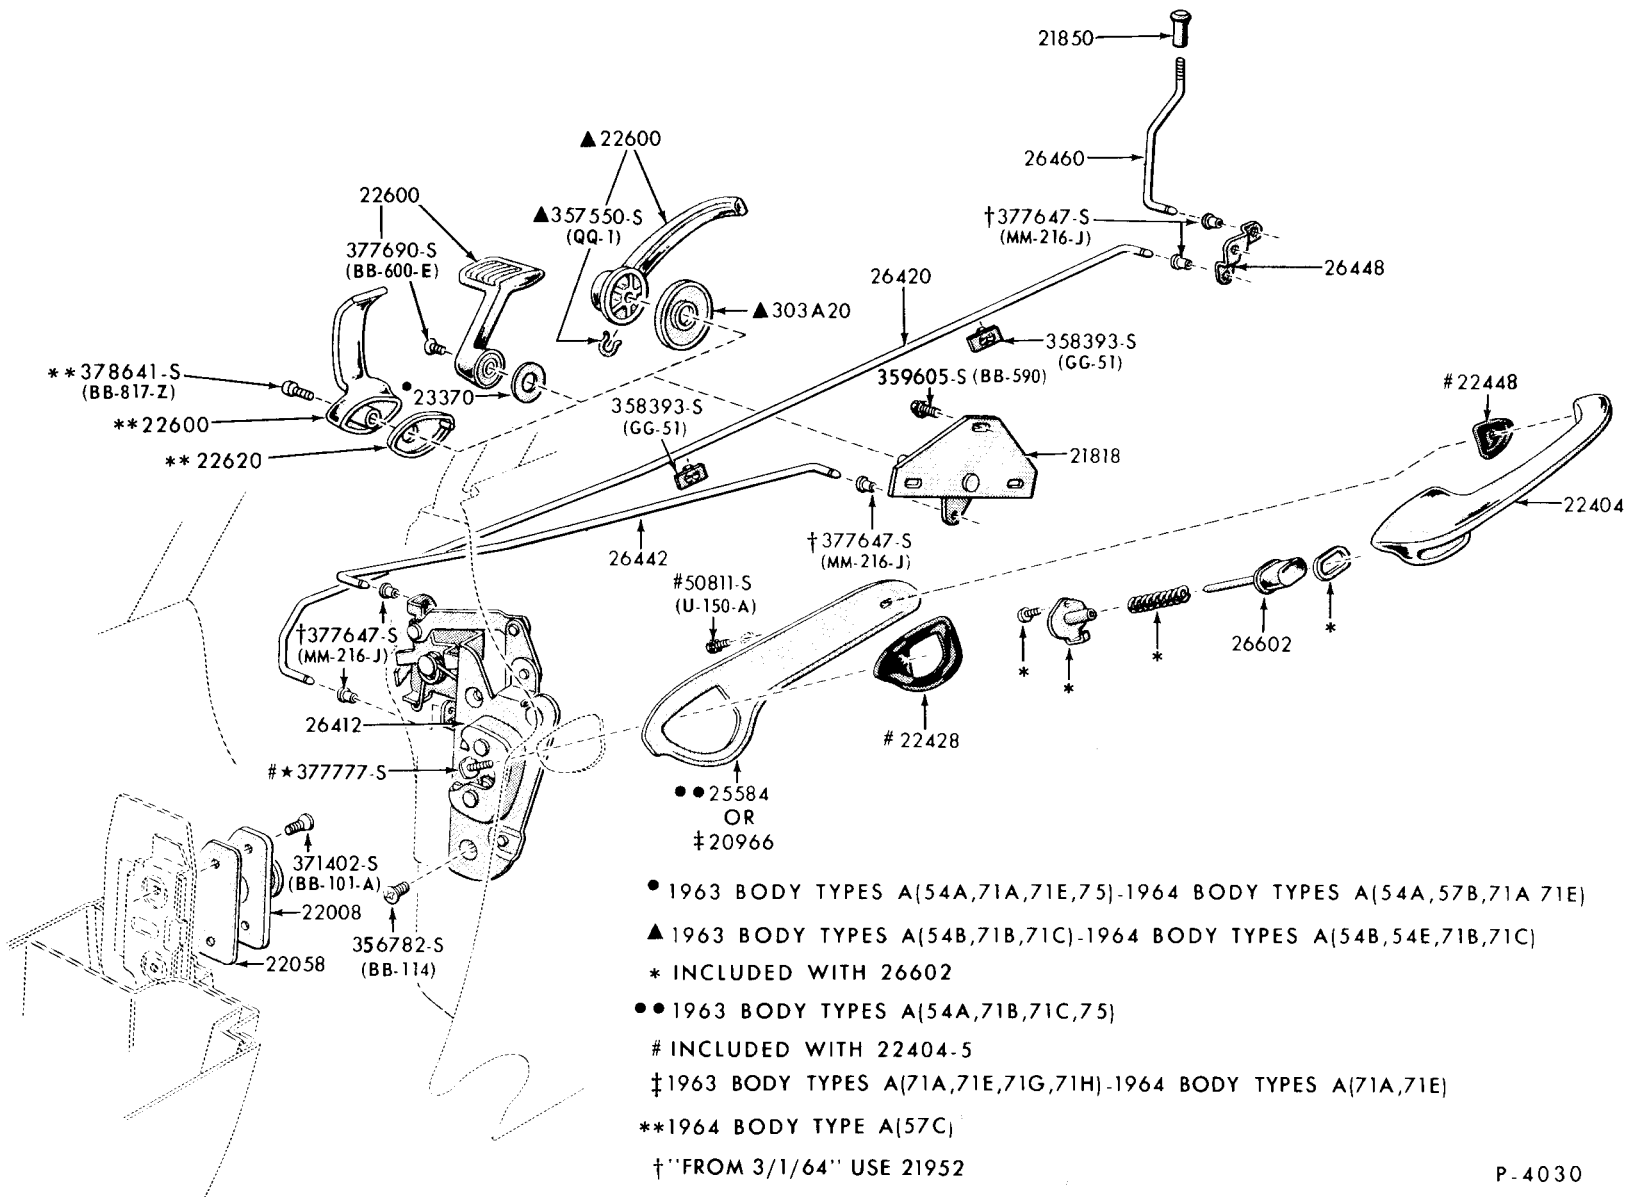 21850
▲22600
26460
22600
▲357550-S
(QQ-1)
†377647-S
(MM-216-J)
377690-S
(BB-600-E)
26448
26420
▲303A20
358393-S
(GG-51)
**378641-S
(BB-817-Z)
●23370
359605-S (BB-590)
#22448
358393-S
(GG-51)
**22600
**22620
21818
22404
†377647-S
(MM-216-J)
26442
#50811-S
(U-150-A)
†377647-S
(MM-216-J)
26602
*
*
*
*
26412
#22428
#★377777-S
●●25584
OR
‡20966
371402-S
(BB-101-A)
22008
356782-S
(BB-114)
22058
● 1963 BODY TYPES A(54A,71A,71E,75)-1964 BODY TYPES A(54A,57B,71A 71E)
▲ 1963 BODY TYPES A(54B,71B,71C)-1964 BODY TYPES A(54B,54E,71B,71C)
* INCLUDED WITH 26602
●● 1963 BODY TYPES A(54A,71B,71C,75)
# INCLUDED WITH 22404-5
‡1963 BODY TYPES A(71A,71E,71G,71H)-1964 BODY TYPES A(71A,71E)
**1964 BODY TYPE A(57C)
†"FROM 3/1/64" USE 21952
P-4030